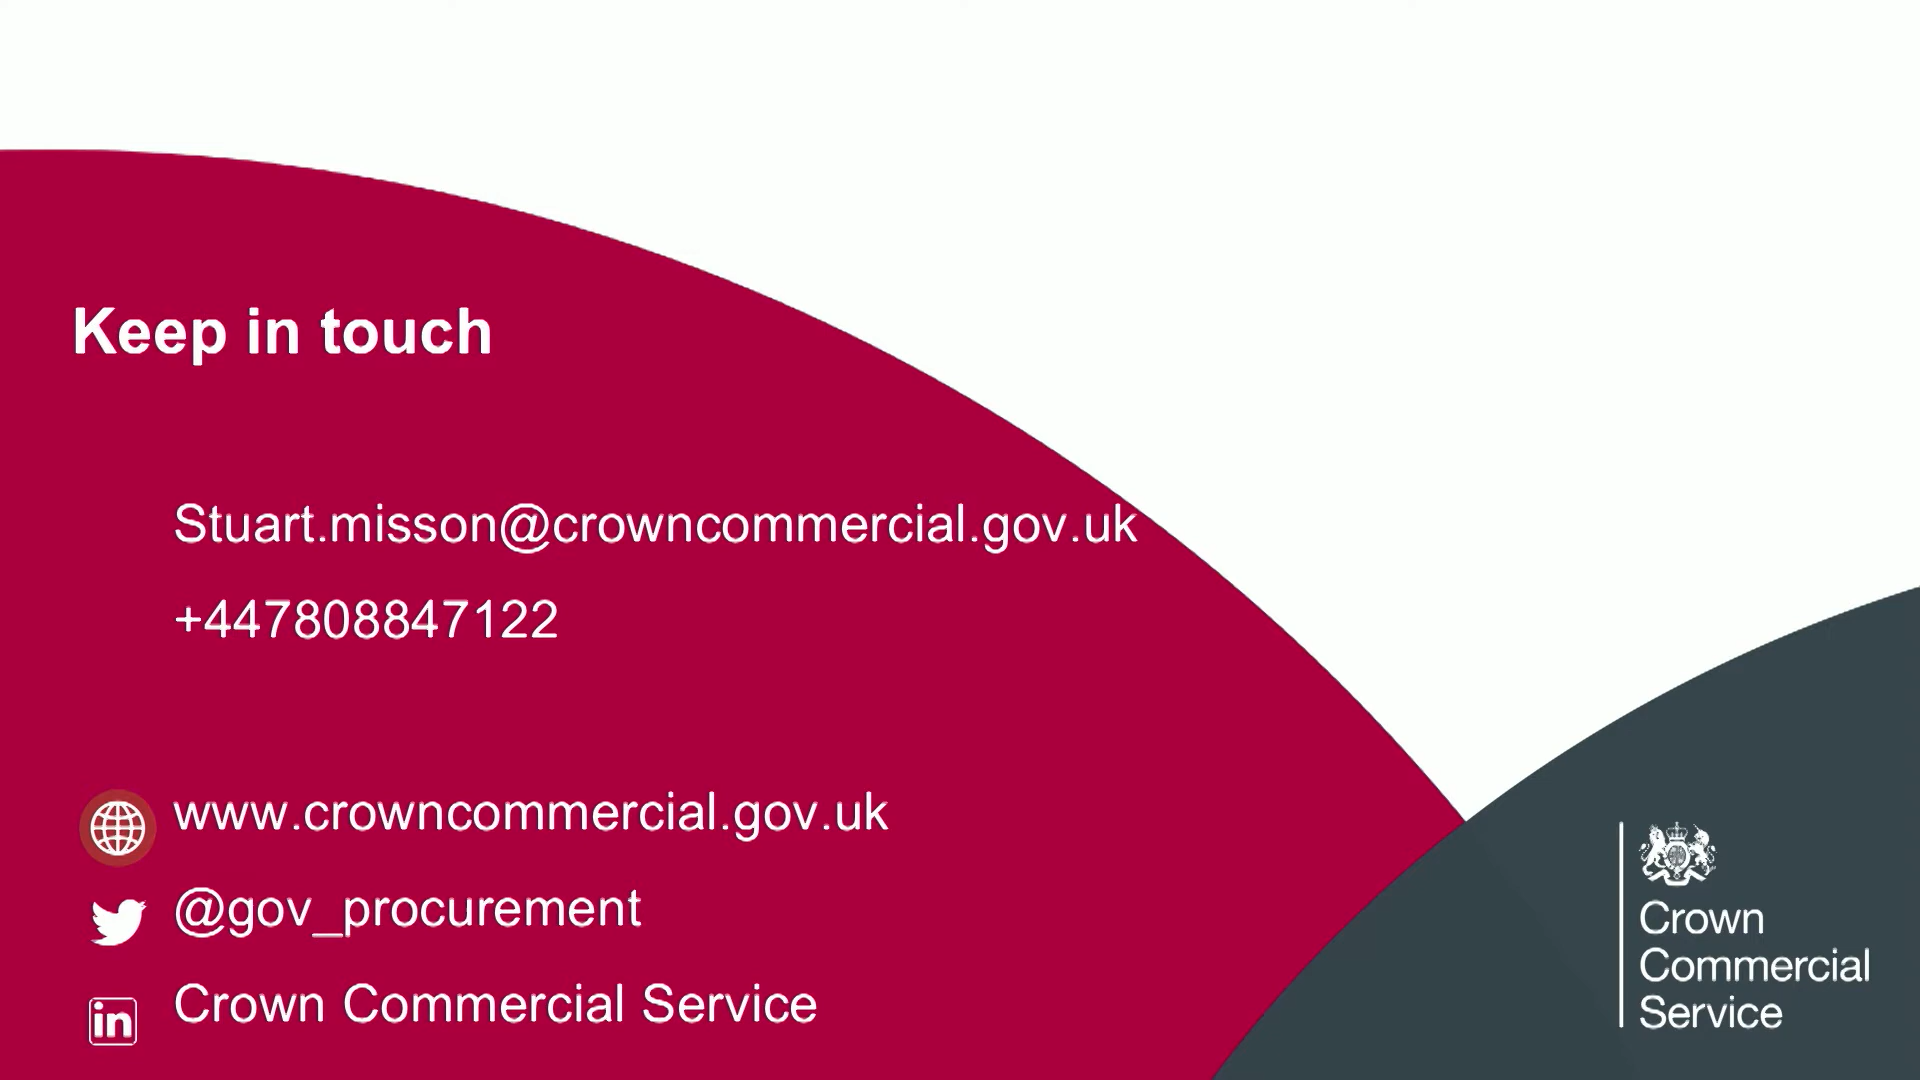 Keep in touch
Stuart.misson@crowncommercial.gov.uk
+447808847122
www.crowncommercial.gov.uk
@gov_procurement
in
Crown Commercial Service
Crown
Commercial
Service